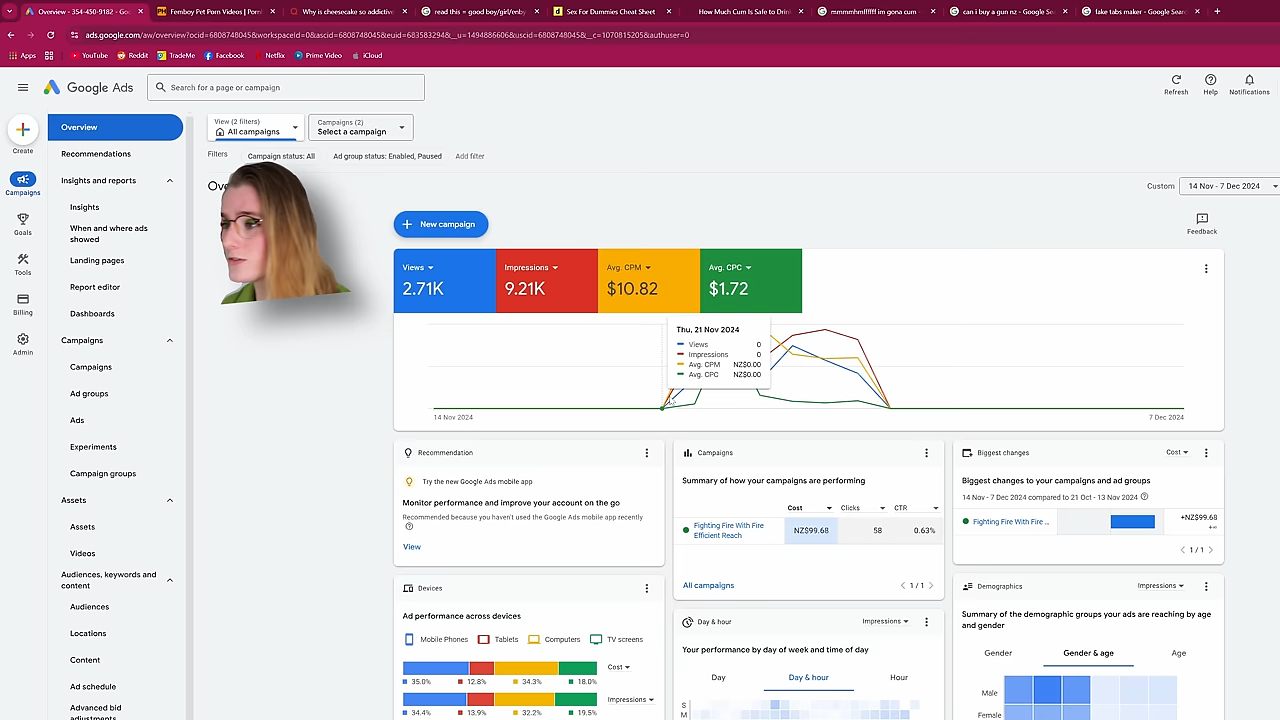 Overview - 354-450-9182 - Goo
Femboy Pet Porn Videos | Pornh
Why is cheesecake so addictive
read this = good boy/girl/enby
Sex For Dummies Cheat Sheet
How Much Cum Is Safe to Drin
mmmmhmffffff im gona cum -
can i buy a gun nz - Google Sea
fake tabs maker - Google Searc
ads.google.com/aw/overview?ocid=6808748045&workspaceId=0&ascid=6808748045&euid=683583294&__u=1494886606&uscid=6808748045&__c=1070815205&authuser=0
Apps YouTube Reddit TradeMe Facebook Netflix Prime Video iCloud
Google Ads
Search for a page or campaign
Refresh Help Notifications
Create
Campaigns
Goals
Tools
Billing
Admin
Overview
Recommendations
Insights and reports
Insights
When and where ads
showed
Landing pages
Report editor
Dashboards
Campaigns
Campaigns
Ad groups
Ads
Experiments
Campaign groups
Assets
Assets
Videos
Audiences, keywords and
content
Audiences
Locations
Content
Ad schedule
Advanced bid
adjustments
View (2 filters)
All campaigns
Campaigns (2)
Select a campaign
Filters Campaign status: All Ad group status: Enabled, Paused Add filter
Custom 14 Nov - 7 Dec 2024
New campaign
Feedback
Views Impressions Avg. CPM Avg. CPC
2.71K 9.21K $10.82 $1.72
Thu, 21 Nov 2024
Views 0
Impressions 0
Avg. CPM NZ$0.00
Avg. CPC NZ$0.00
14 Nov 2024 7 Dec 2024
Recommendation
Try the new Google Ads mobile app
Monitor performance and improve your account on the go
Recommended because you haven't used the Google Ads mobile app recently
View
Campaigns
Summary of how your campaigns are performing
Cost Clicks CTR
Fighting Fire With Fire
Efficient Reach
NZ$99.68 58 0.63%
All campaigns
1 / 1
Biggest changes
Cost
Biggest changes to your campaigns and ad groups
14 Nov - 7 Dec 2024 compared to 21 Oct - 13 Nov 2024
Fighting Fire With Fire ...
+NZ$99.68
+∞
1 / 1
Devices
Ad performance across devices
Mobile Phones Tablets Computers TV screens
Cost
35.0% 12.8% 34.3% 18.0%
Impressions
34.4% 13.9% 32.2% 19.5%
Day & hour
Impressions
Your performance by day of week and time of day
Day Day & hour Hour
S
M
Demographics
Impressions
Summary of the demographic groups your ads are reaching by age
and gender
Gender Gender & age Age
Male
Female